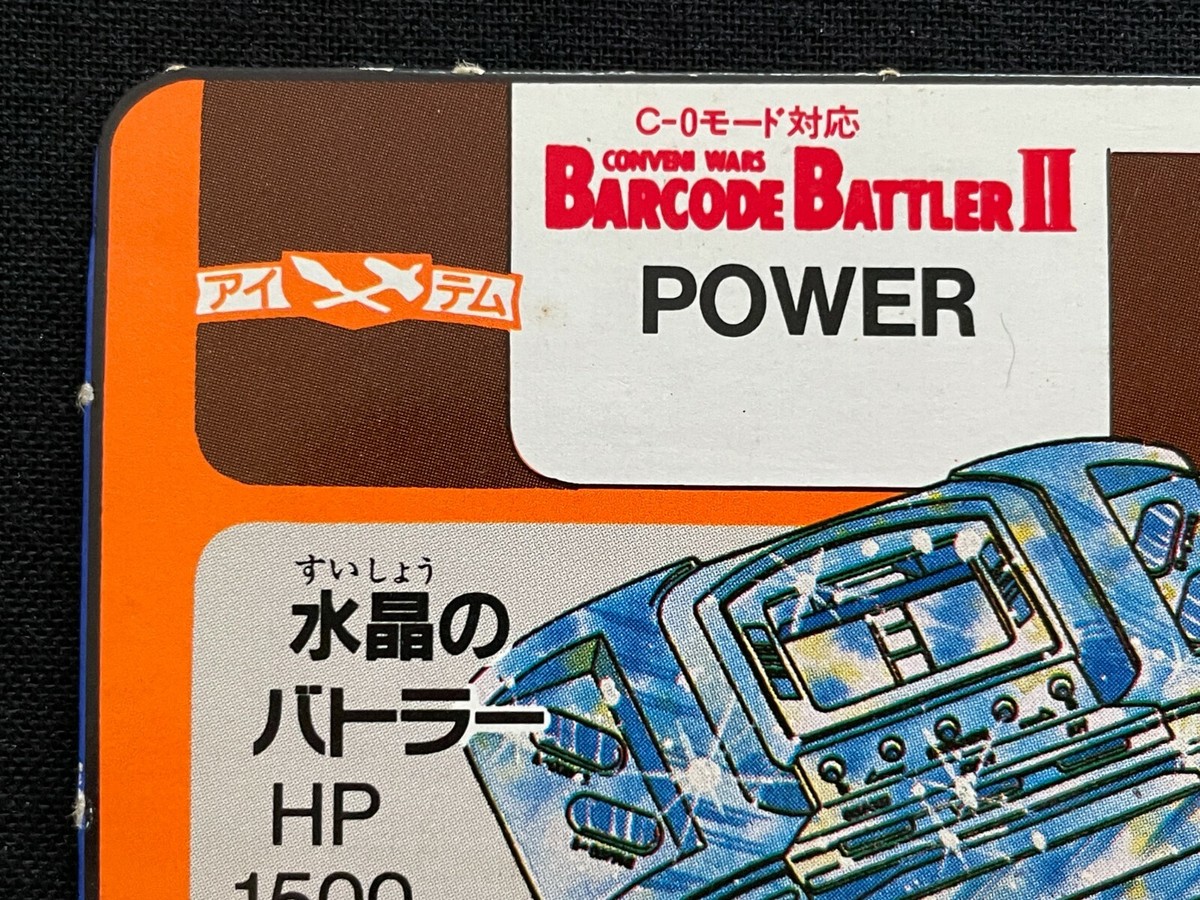 C-0モード対応
CONVENI WARS
BARCODE BATTLER II
アイテム
POWER
すいしょう
水晶の
バトラー
HP
1500